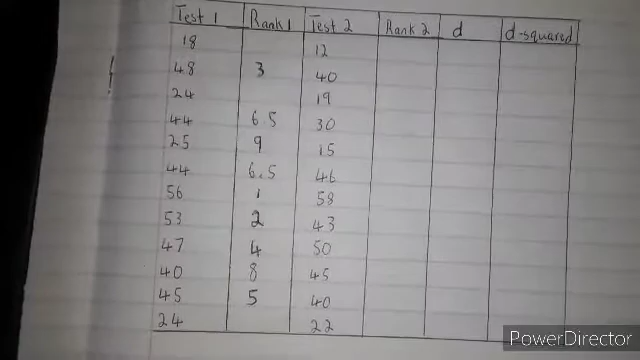 Test 1 Rank 1 Test 2 Rank 2 d d-squared
18 12
48 3 40
24 19
44 6.5 30
25 9 15
44 6.5 46
56 1 58
53 2 43
47 4 50
40 8 45
45 5 40
24 22
PowerDirector